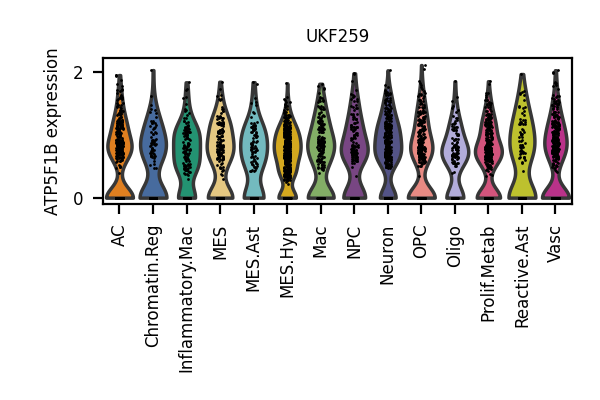 UKF259
ATP5F1B expression
2
0
AC
Chromatin.Reg
Inflammatory.Mac
MES
MES.Ast
MES.Hyp
Mac
NPC
Neuron
OPC
Oligo
Prolif.Metab
Reactive.Ast
Vasc